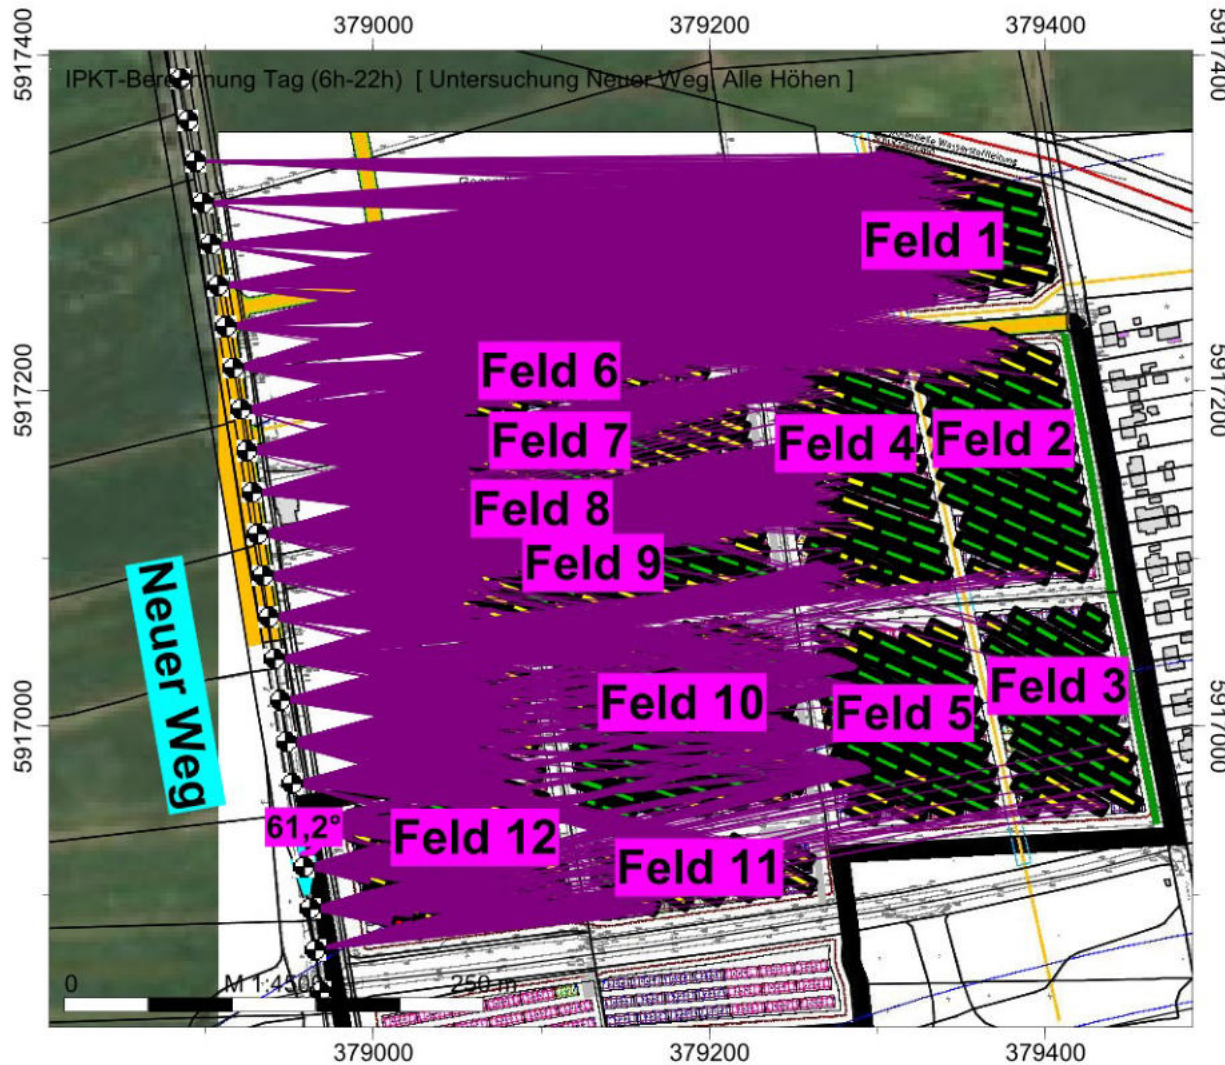 379000 379200 379400
5917400 5917400
IPKT-Berechnung Tag (6h-22h) [ Untersuchung Neuer Weg, Alle Höhen ]
Wasserstoffleitung
Feld 1
5917200 5917200
Feld 6
Feld 7
Feld 4
Feld 2
Feld 8
Feld 9
Neuer Weg
5917000 5917000
Feld 10
Feld 5
Feld 3
61,2°
Feld 12
Feld 11
0 M 1:4500 250 m
379000 379200 379400